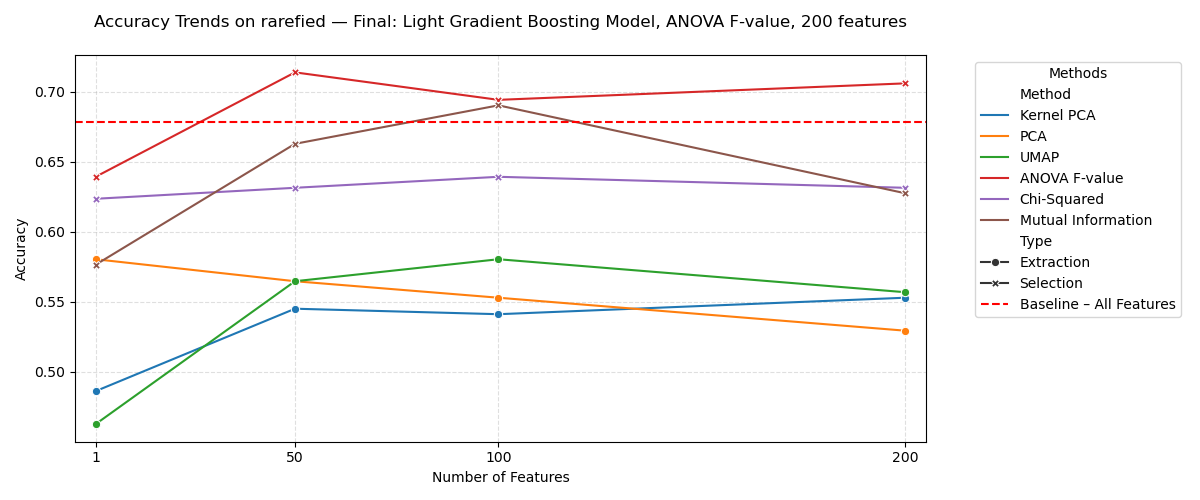 Accuracy Trends on rarefied — Final: Light Gradient Boosting Model, ANOVA F-value, 200 features
Accuracy
0.70
0.65
0.60
0.55
0.50
1
50
100
200
Number of Features
Methods
Method
Kernel PCA
PCA
UMAP
ANOVA F-value
Chi-Squared
Mutual Information
Type
Extraction
Selection
Baseline – All Features